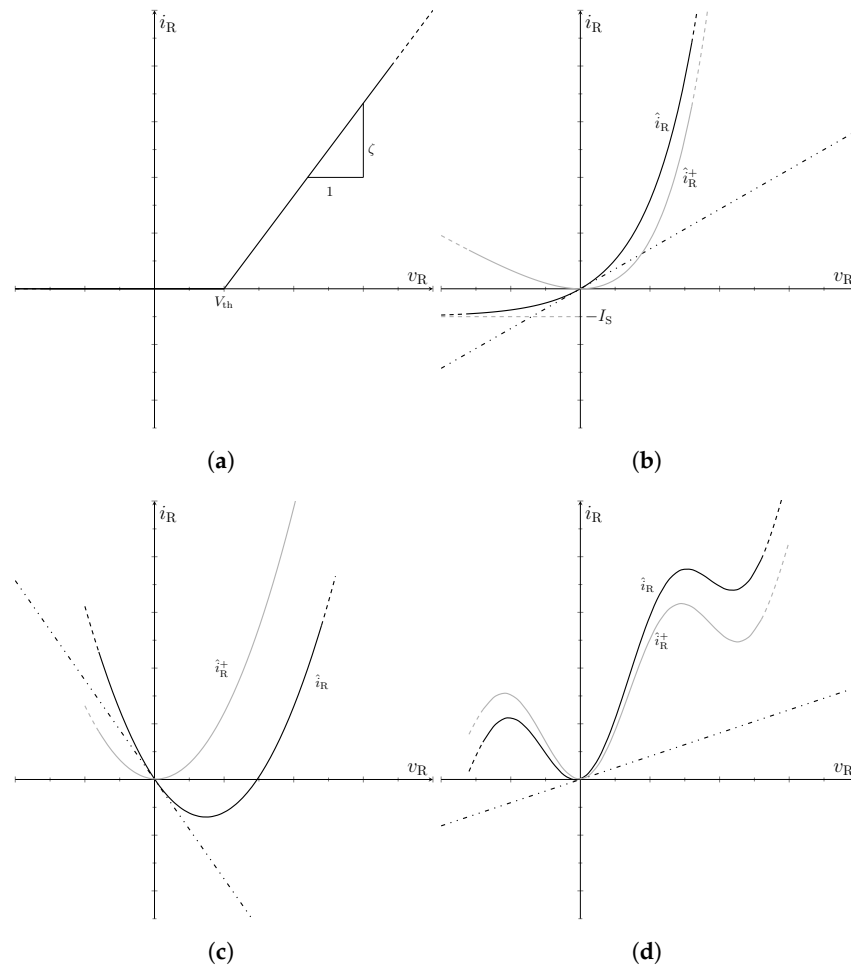 i_R
ζ
1
v_R
V_th
(a)
i_R
î_R
î_R^+
v_R
−I_S
(b)
i_R
î_R^+
î_R
v_R
(c)
i_R
î_R
î_R^+
v_R
(d)